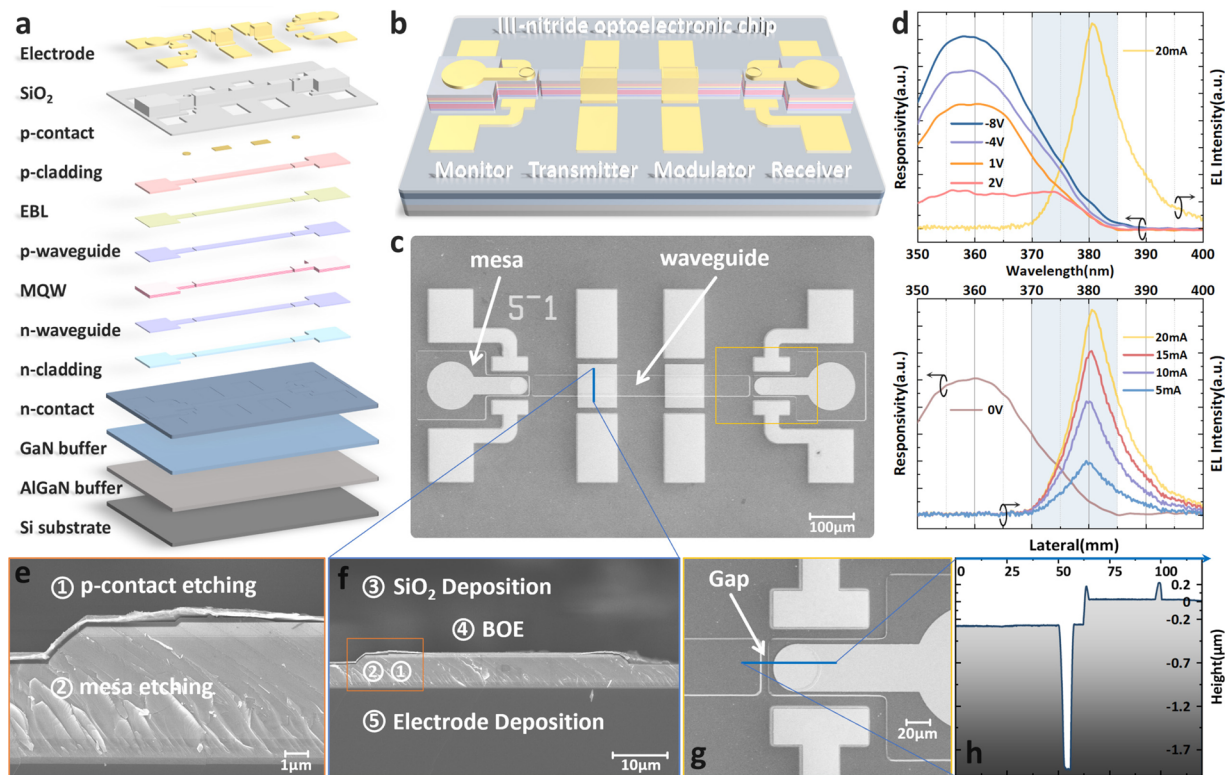 a
Electrode
SiO₂
p-contact
p-cladding
EBL
p-waveguide
MQW
n-waveguide
n-cladding
n-contact
GaN buffer
AlGaN buffer
Si substrate
b
III-nitride optoelectronic chip
Monitor Transmitter Modulator Receiver
c
mesa
waveguide
5-1
100μm
d
Responsivity(a.u.)
20mA
-8V
-4V
1V
2V
EL Intensity(a.u.)
350 360 370 380 390 400
Wavelength(nm)
350 360 370 380 390 400
Responsivity(a.u.)
0V
20mA
15mA
10mA
5mA
EL Intensity(a.u.)
e
① p-contact etching
② mesa etching
1μm
f
③ SiO₂ Deposition
④ BOE
② ①
⑤ Electrode Deposition
10μm
Gap
20μm
g
Lateral(mm)
0 25 50 75 100
0.2
0
-0.2
-0.7
-1.2
-1.7
Height(μm)
h